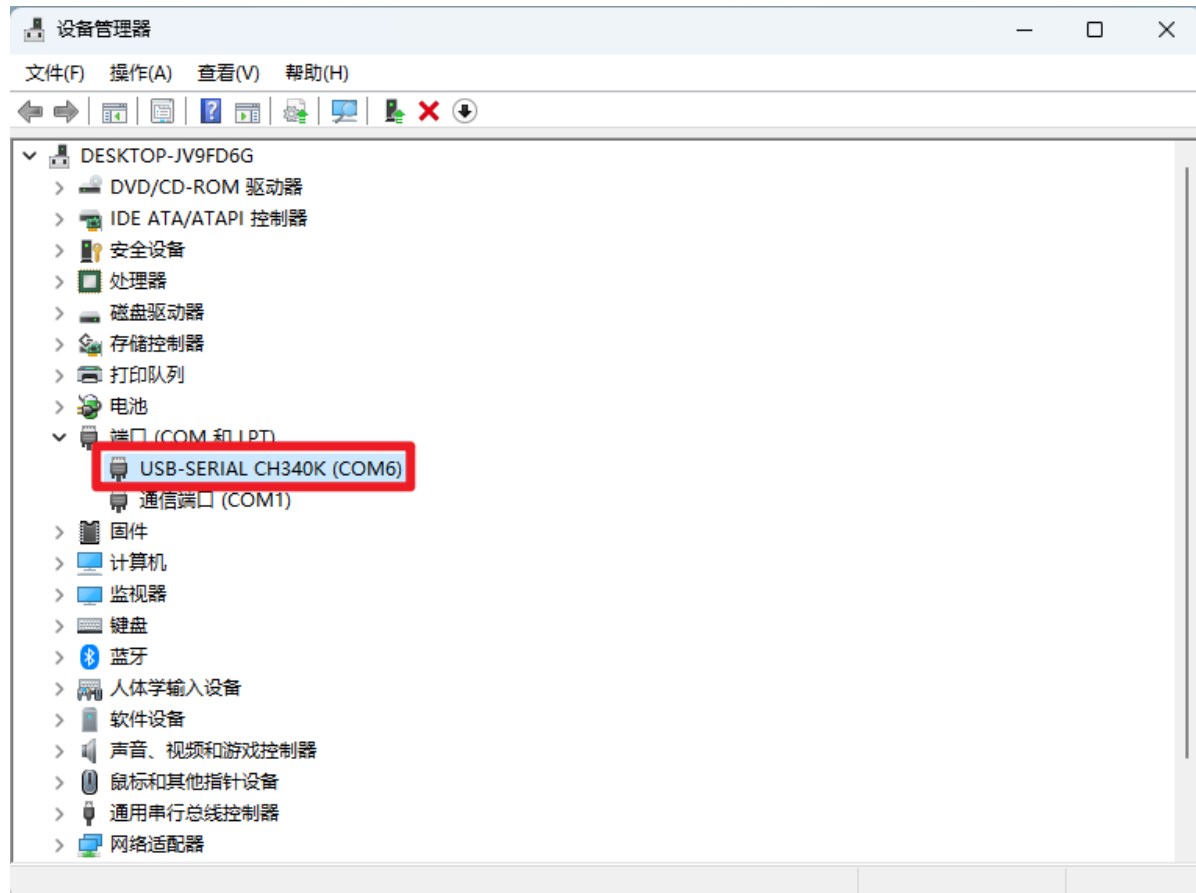 设备管理器
文件(F) 操作(A) 查看(V) 帮助(H)
DESKTOP-JV9FD6G
DVD/CD-ROM 驱动器
IDE ATA/ATAPI 控制器
安全设备
处理器
磁盘驱动器
存储控制器
打印队列
电池
端口 (COM 和 LPT)
USB-SERIAL CH340K (COM6)
通信端口 (COM1)
固件
计算机
监视器
键盘
蓝牙
人体学输入设备
软件设备
声音、视频和游戏控制器
鼠标和其他指针设备
通用串行总线控制器
网络适配器